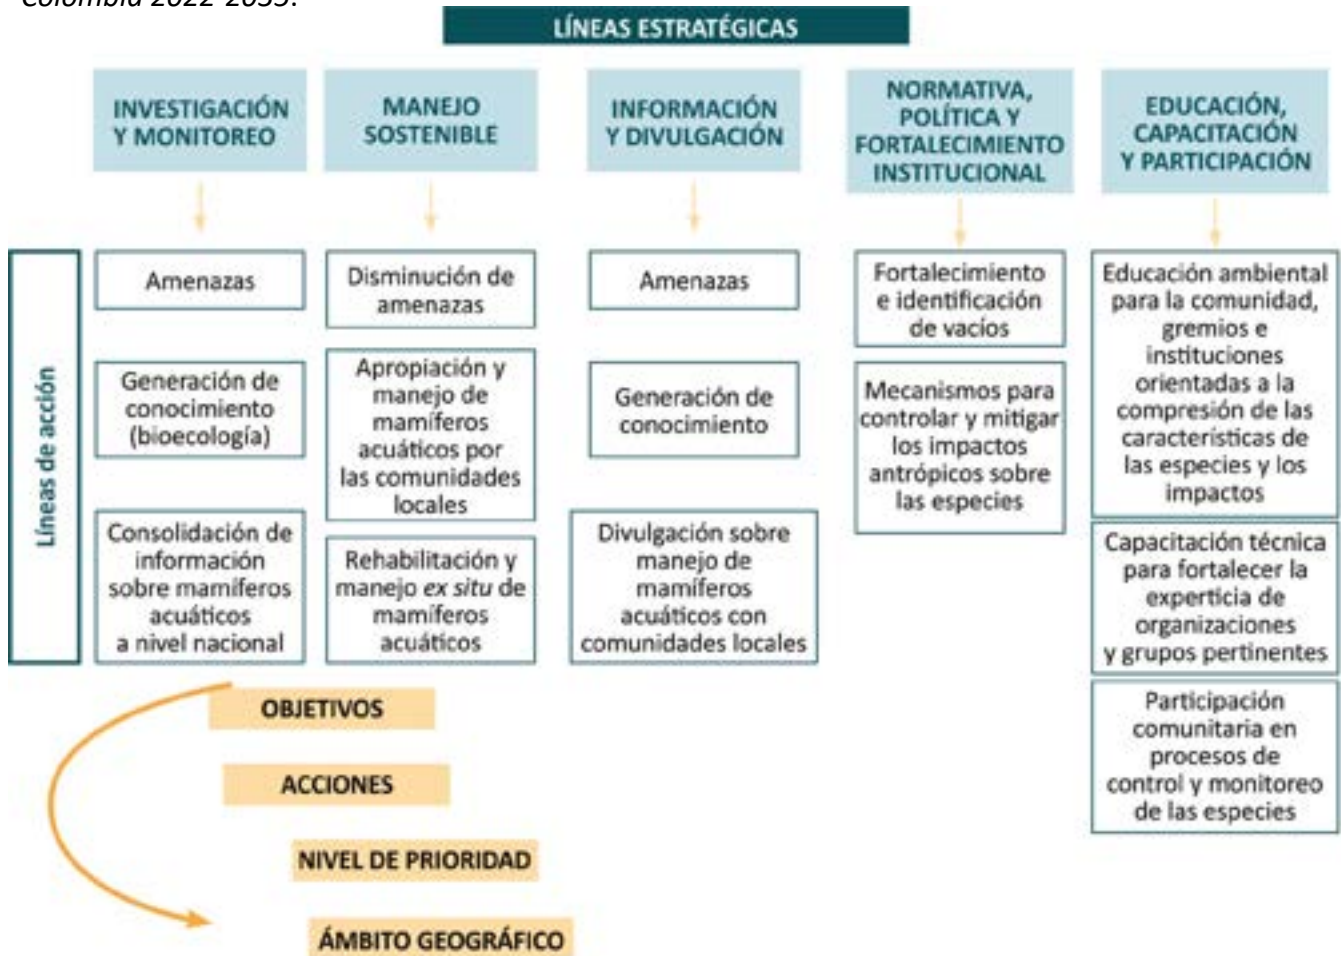 Colombia 2022-2035.
LÍNEAS ESTRATÉGICAS
INVESTIGACIÓN
Y MONITOREO
MANEJO
SOSTENIBLE
INFORMACIÓN
Y DIVULGACIÓN
NORMATIVA,
POLÍTICA Y
FORTALECIMIENTO
INSTITUCIONAL
EDUCACIÓN,
CAPACITACIÓN
Y PARTICIPACIÓN
Líneas de acción
Amenazas
Generación de
conocimiento
(bioecología)
Consolidación de
información
sobre mamíferos
acuáticos
a nivel nacional
Disminución de
amenazas
Apropiación y
manejo de
mamíferos
acuáticos por
las comunidades
locales
Rehabilitación y
manejo ex situ de
mamíferos
acuáticos
Amenazas
Generación de
conocimiento
Divulgación sobre
manejo de
mamíferos
acuáticos con
comunidades locales
Fortalecimiento
e identificación
de vacíos
Mecanismos para
controlar y mitigar
los impactos
antrópicos sobre
las especies
Educación ambiental
para la comunidad,
gremios e
instituciones
orientadas a la
compresión de las
características de
las especies y los
impactos
Capacitación técnica
para fortalecer la
experticia de
organizaciones
y grupos pertinentes
Participación
comunitaria en
procesos de
control y monitoreo
de las especies
OBJETIVOS
ACCIONES
NIVEL DE PRIORIDAD
ÁMBITO GEOGRÁFICO